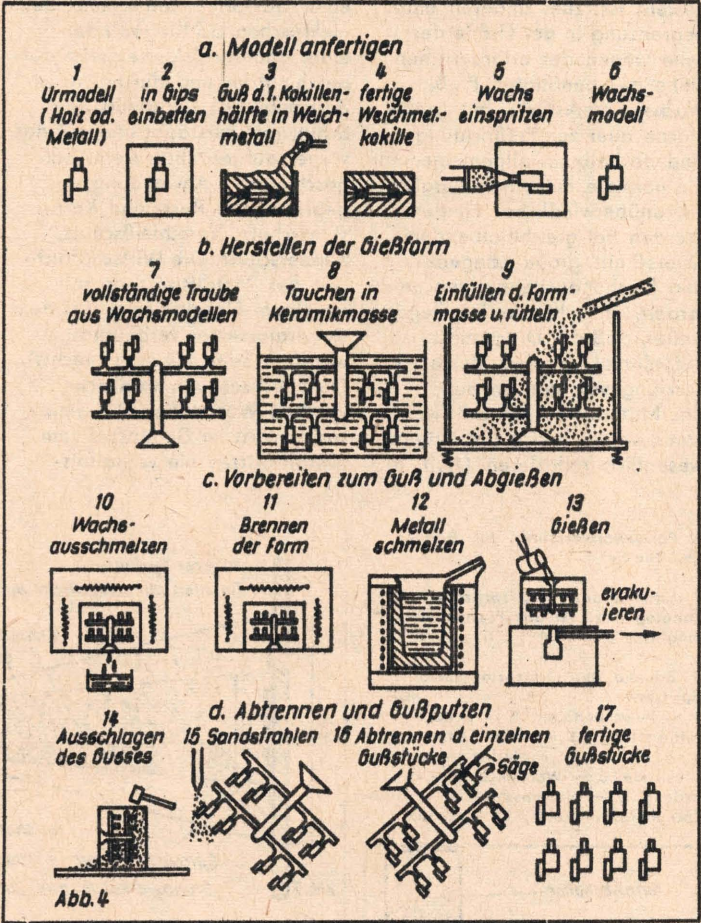 a. Modell anfertigen
1
Urmodell
(Holz od.
Metall)
2
in Gips
einbetten
3
Guß d.1. Kokillen-
hälfte in Weich-
metall
4
fertige
Weichmet.-
kokille
5
Wachs
einspritzen
6
Wachs-
modell
b. Herstellen der Gießform
7
vollständige Traube
aus Wachsmodellen
8
Tauchen in
Keramikmasse
9
Einfüllen d. Form-
masse u. rütteln
c. Vorbereiten zum Guß und Abgießen
10
Wachs-
ausschmelzen
11
Brennen
der Form
12
Metall
schmelzen
13
Gießen
evaku-
ieren
d. Abtrennen und Gußputzen
14
Ausschlagen
des Gusses
15 Sandstrahlen
16 Abtrennen d. einzelnen
Gußstücke
Säge
17
fertige
Gußstücke
Abb. 4